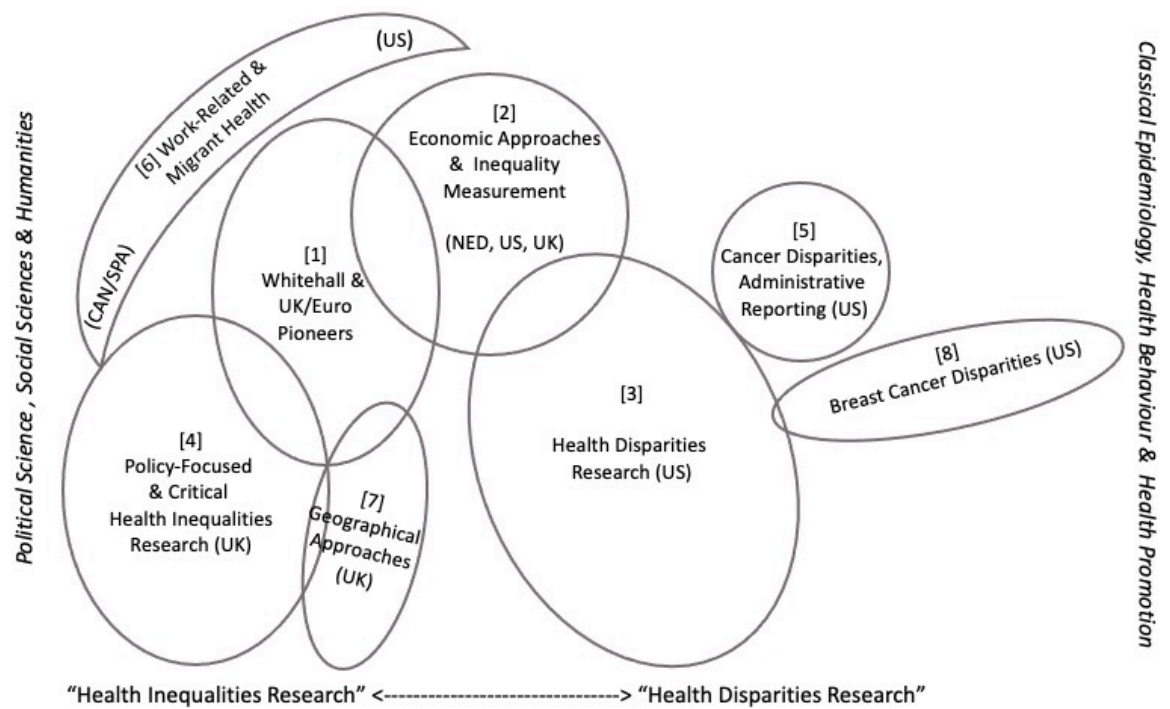 Political Science , Social Sciences & Humanities
(US)
[6] Work-Related &
Migrant Health
(CAN/SPA)
[2]
Economic Approaches
& Inequality
Measurement
(NED, US, UK)
[1]
Whitehall &
UK/Euro
Pioneers
[5]
Cancer Disparities,
Administrative
Reporting (US)
[8]
Breast Cancer Disparities (US)
[3]
Health Disparities
Research (US)
[4]
Policy-Focused
& Critical
Health Inequalities
Research (UK)
[7]
Geographical
Approaches
(UK)
Classical Epidemiology, Health Behaviour & Health Promotion
“Health Inequalities Research” <--------------------------> “Health Disparities Research”